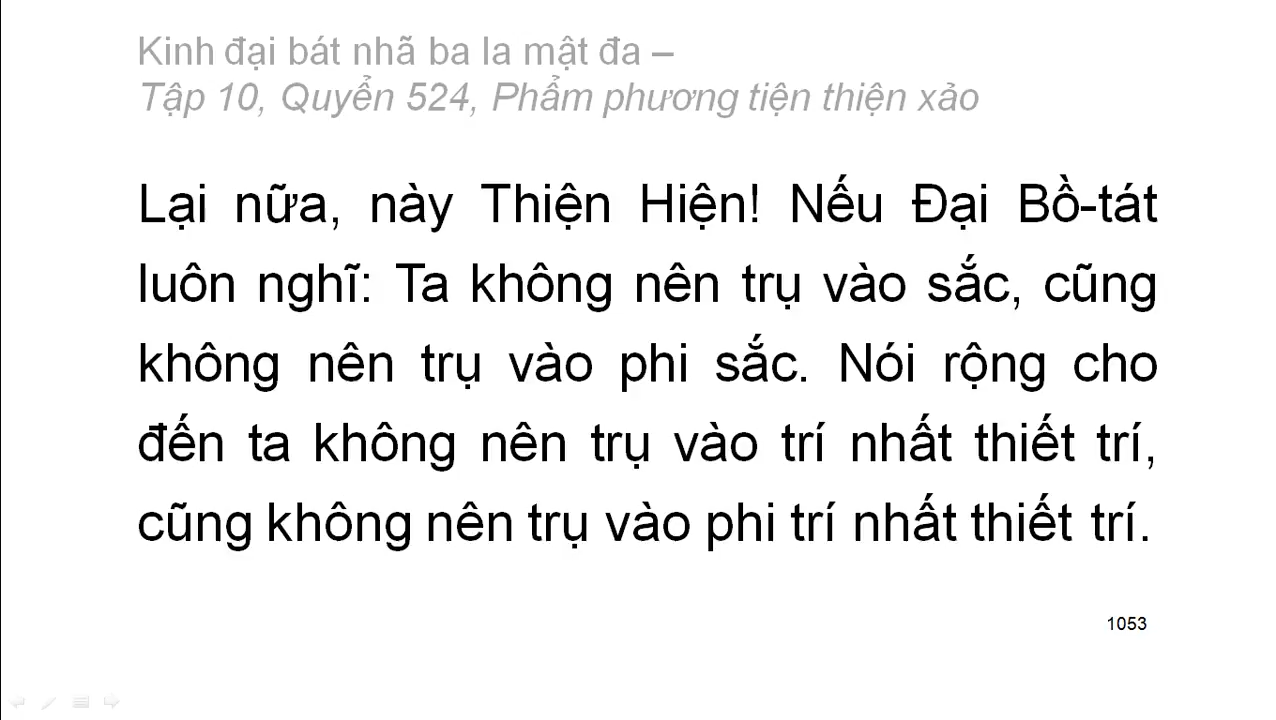 Kinh đại bát nhã ba la mật đa –
Tập 10, Quyển 524, Phẩm phương tiện thiện xảo
Lại nữa, này Thiện Hiện! Nếu Đại Bồ-tát
luôn nghĩ: Ta không nên trụ vào sắc, cũng
không nên trụ vào phi sắc. Nói rộng cho
đến ta không nên trụ vào trí nhất thiết trí,
cũng không nên trụ vào phi trí nhất thiết trí.
1053